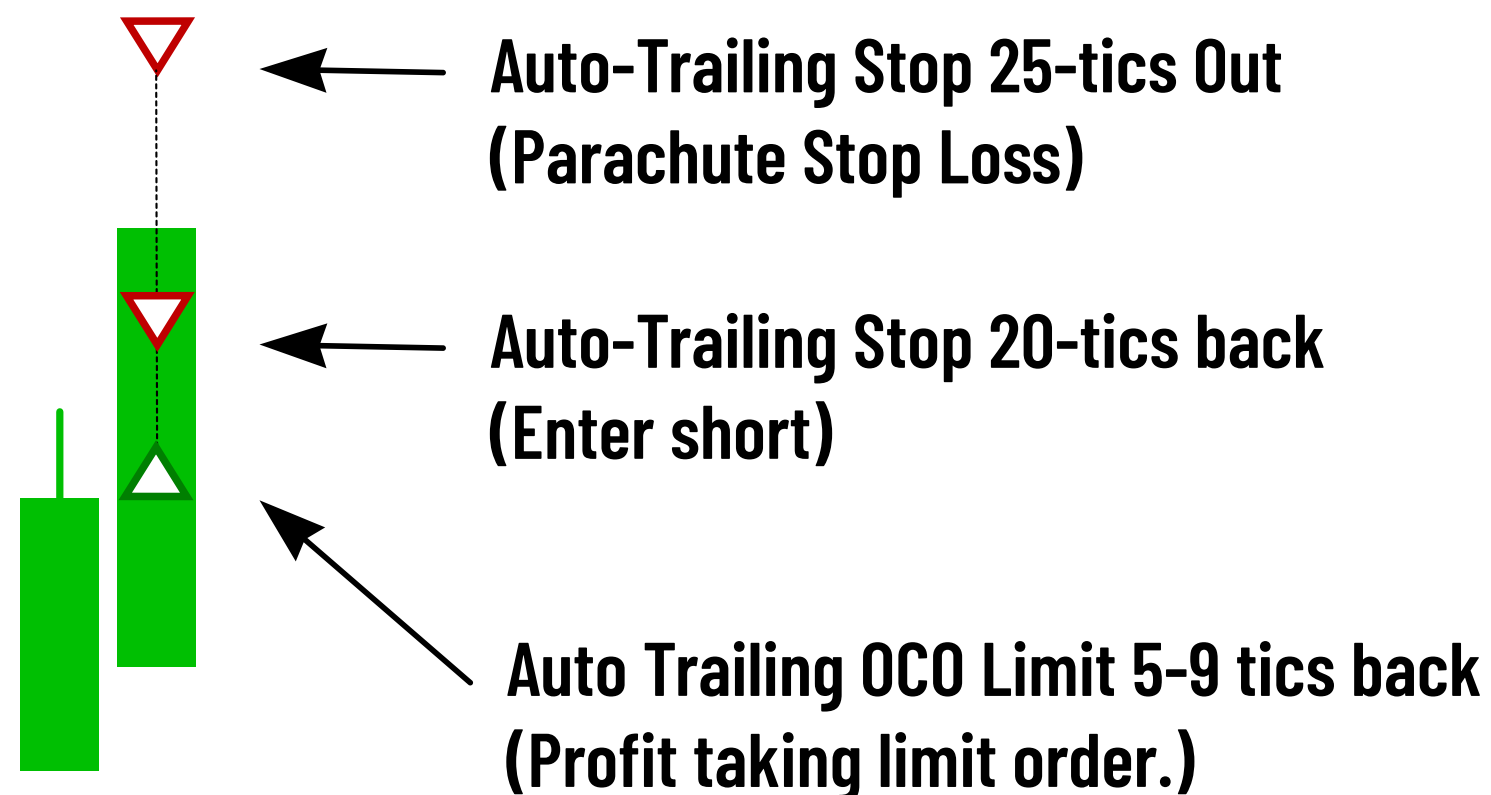 Auto-Trailing Stop 25-tics Out
(Parachute Stop Loss)
Auto-Trailing Stop 20-tics back
(Enter short)
Auto Trailing OCO Limit 5-9 tics back
(Profit taking limit order.)